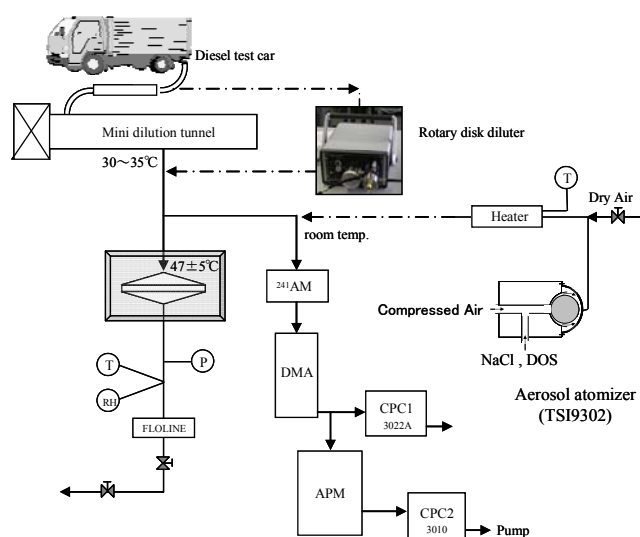 Diesel test car
Mini dilution tunnel
Rotary disk diluter
30～35℃
T
Dry Air
Heater
room temp.
47±5℃
²⁴¹AM
Compressed Air
NaCl , DOS
T
P
DMA
RH
Aerosol atomizer
(TSI9302)
CPC1
3022A
FLOLINE
APM
CPC2
3010
Pump